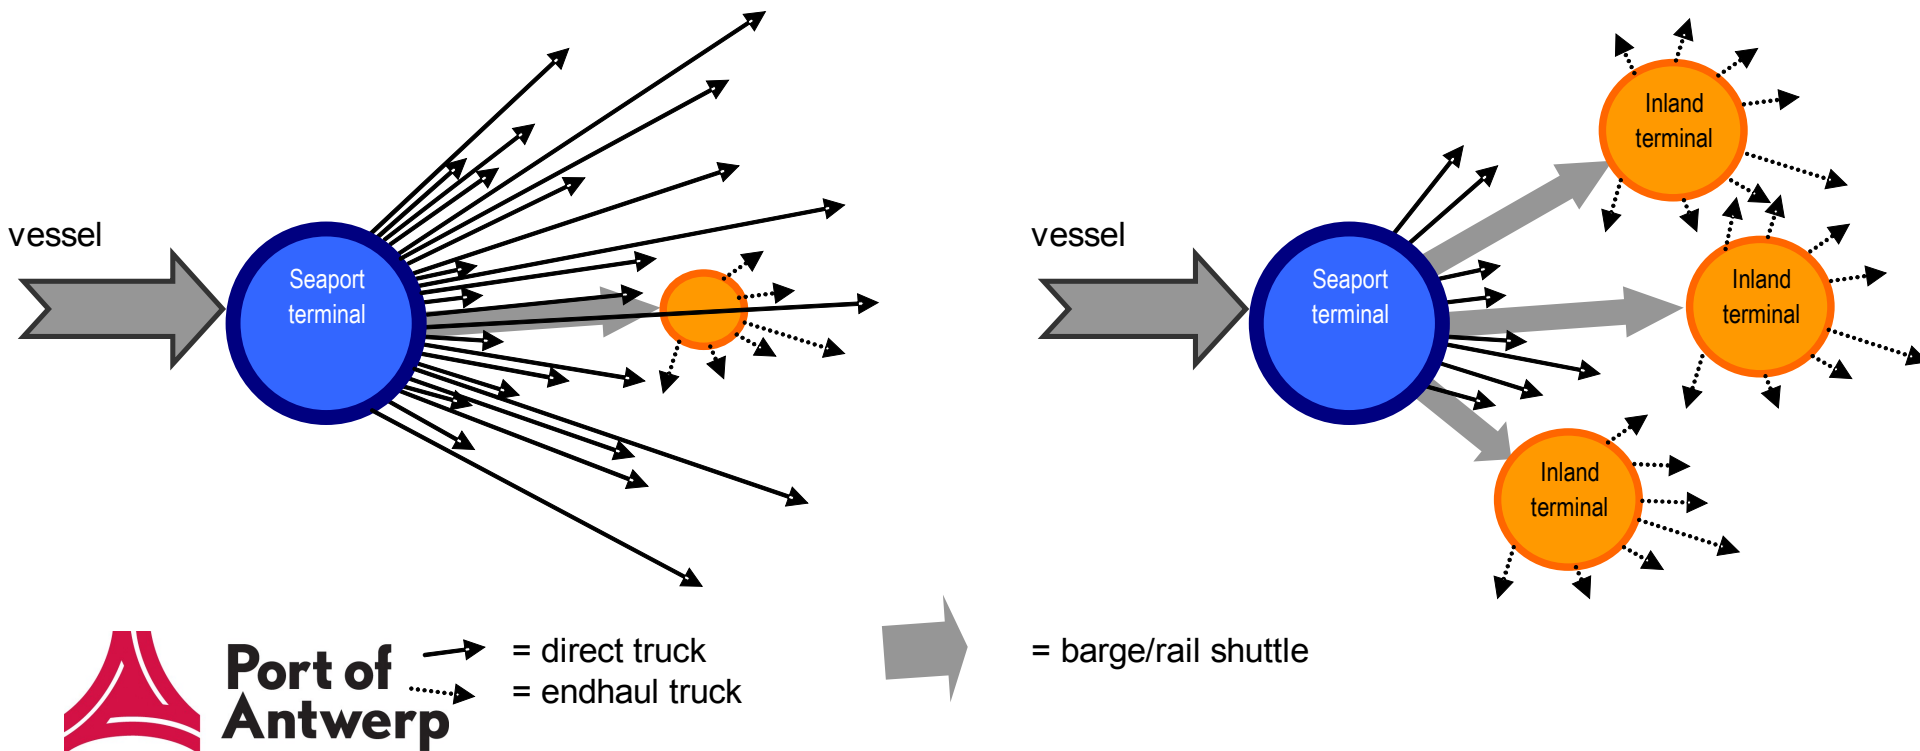 vessel
Seaport
terminal
vessel
Seaport
terminal
Inland
terminal
Inland
terminal
Inland
terminal
Port of
Antwerp
= direct truck
= endhaul truck
= barge/rail shuttle